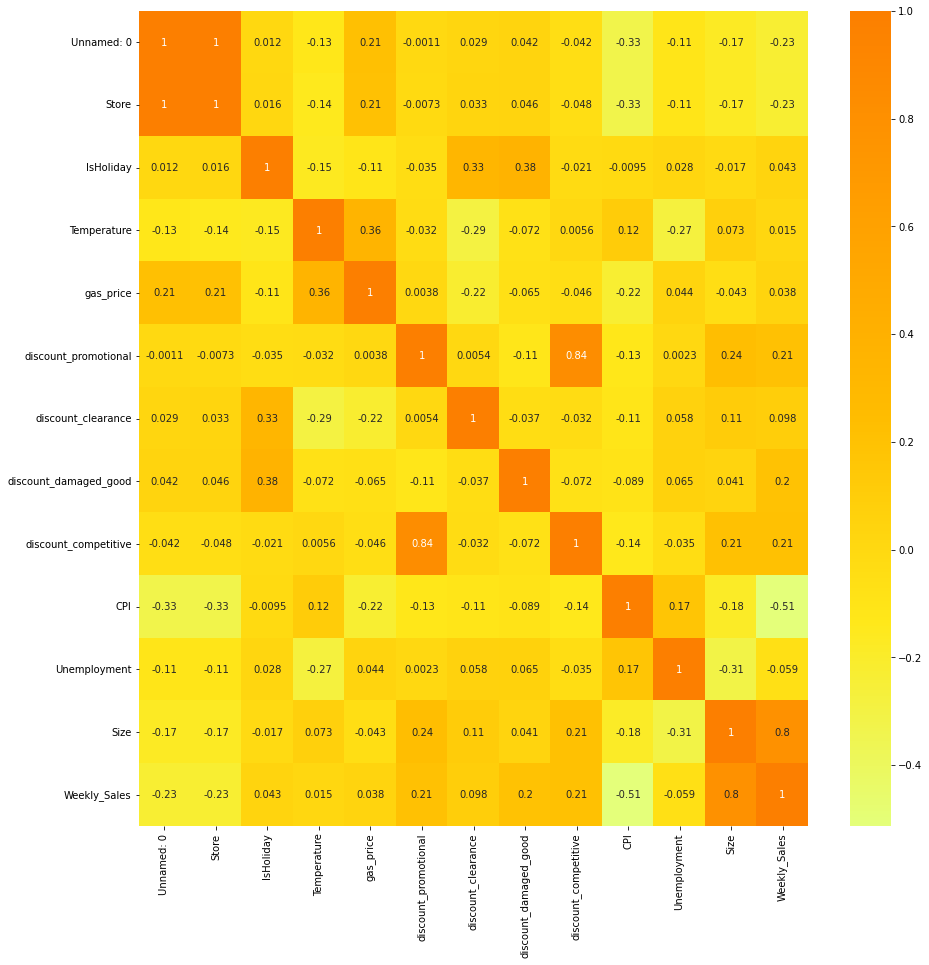 Unnamed: 0 1 1 0.012 -0.13 0.21 -0.0011 0.029 0.042 -0.042 -0.33 -0.11 -0.17 -0.23
Store 1 1 0.016 -0.14 0.21 -0.0073 0.033 0.046 -0.048 -0.33 -0.11 -0.17 -0.23
IsHoliday 0.012 0.016 1 -0.15 -0.11 -0.035 0.33 0.38 -0.021 -0.0095 0.028 -0.017 0.043
Temperature -0.13 -0.14 -0.15 1 0.36 -0.032 -0.29 -0.072 0.0056 0.12 -0.27 0.073 0.015
gas_price 0.21 0.21 -0.11 0.36 1 0.0038 -0.22 -0.065 -0.046 -0.22 0.044 -0.043 0.038
discount_promotional -0.0011 -0.0073 -0.035 -0.032 0.0038 1 0.0054 -0.11 0.84 -0.13 0.0023 0.24 0.21
discount_clearance 0.029 0.033 0.33 -0.29 -0.22 0.0054 1 -0.037 -0.032 -0.11 0.058 0.11 0.098
discount_damaged_good 0.042 0.046 0.38 -0.072 -0.065 -0.11 -0.037 1 -0.072 -0.089 0.065 0.041 0.2
discount_competitive -0.042 -0.048 -0.021 0.0056 -0.046 0.84 -0.032 -0.072 1 -0.14 -0.035 0.21 0.21
CPI -0.33 -0.33 -0.0095 0.12 -0.22 -0.13 -0.11 -0.089 -0.14 1 0.17 -0.18 -0.51
Unemployment -0.11 -0.11 0.028 -0.27 0.044 0.0023 0.058 0.065 -0.035 0.17 1 -0.31 -0.059
Size -0.17 -0.17 -0.017 0.073 -0.043 0.24 0.11 0.041 0.21 -0.18 -0.31 1 0.8
Weekly_Sales -0.23 -0.23 0.043 0.015 0.038 0.21 0.098 0.2 0.21 -0.51 -0.059 0.8 1
Unnamed: 0
Store
IsHoliday
Temperature
gas_price
discount_promotional
discount_clearance
discount_damaged_good
discount_competitive
CPI
Unemployment
Size
Weekly_Sales
1.0
0.8
0.6
0.4
0.2
0.0
−0.2
−0.4